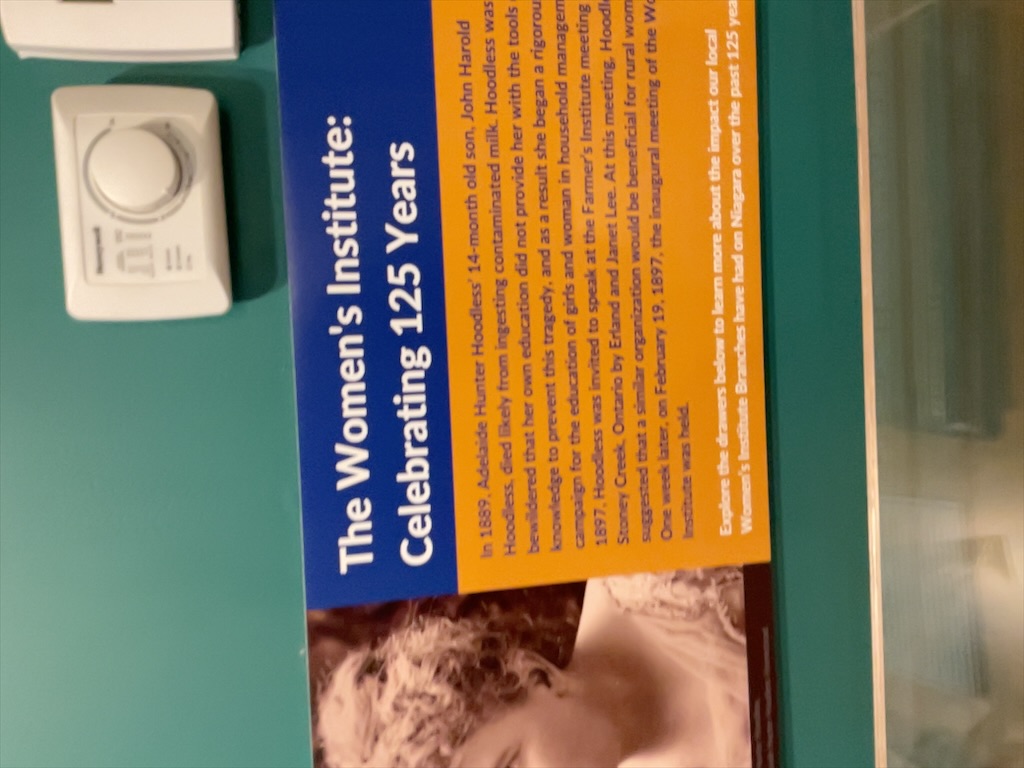 The Women's Institute:
Celebrating 125 Years
In 1889, Adelaide Hunter Hoodless' 14-month old son, John Harold
Hoodless, died likely from ingesting contaminated milk. Hoodless was
bewildered that her own education did not provide her with the tools
knowledge to prevent this tragedy, and as a result she began a rigorou
campaign for the education of girls and woman in household managem
1897, Hoodless was invited to speak at the Farmer's Institute meeting
Stoney Creek, Ontario by Erland and Janet Lee. At this meeting, Hoodle
suggested that a similar organization would be beneficial for rural wom
One week later, on February 19, 1897, the inaugural meeting of the Wo
Institute was held.
Explore the drawers below to learn more about the impact our local
Women's Institute Branches have had on Niagara over the past 125 yea
Honeywell